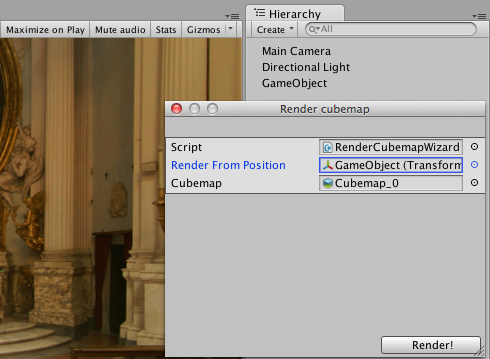 Hierarchy
Maximize on Play Mute audio Stats Gizmos Create All
Main Camera
Directional Light
GameObject
Render cubemap
Script RenderCubemapWizard
Render From Position GameObject (Transform
Cubemap Cubemap_0
Render!